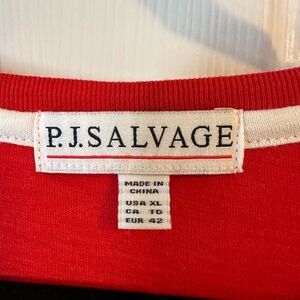 P.J.SALVAGE
MADE IN
CHINA
USA XL
CA TG
EUR 42